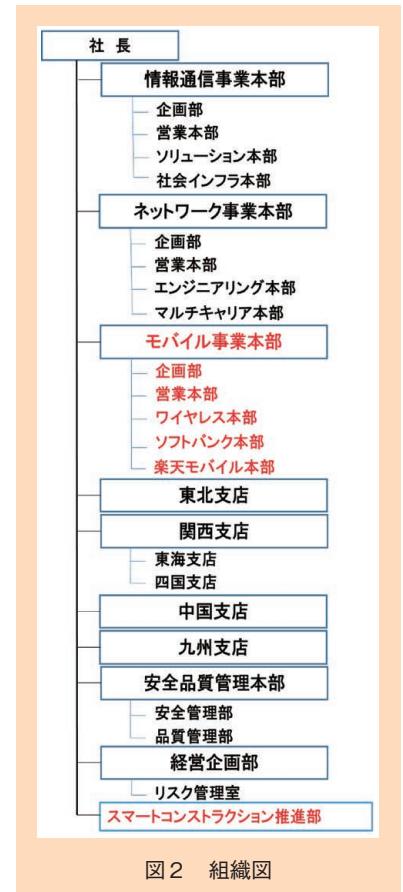 社 長
情報通信事業本部
企画部
営業本部
ソリューション本部
社会インフラ本部
ネットワーク事業本部
企画部
営業本部
エンジニアリング本部
マルチキャリア本部
モバイル事業本部
企画部
営業本部
ワイヤレス本部
ソフトバンク本部
楽天モバイル本部
東北支店
関西支店
東海支店
四国支店
中国支店
九州支店
安全品質管理本部
安全管理部
品質管理部
経営企画部
リスク管理室
スマートコンストラクション推進部
図２　組織図